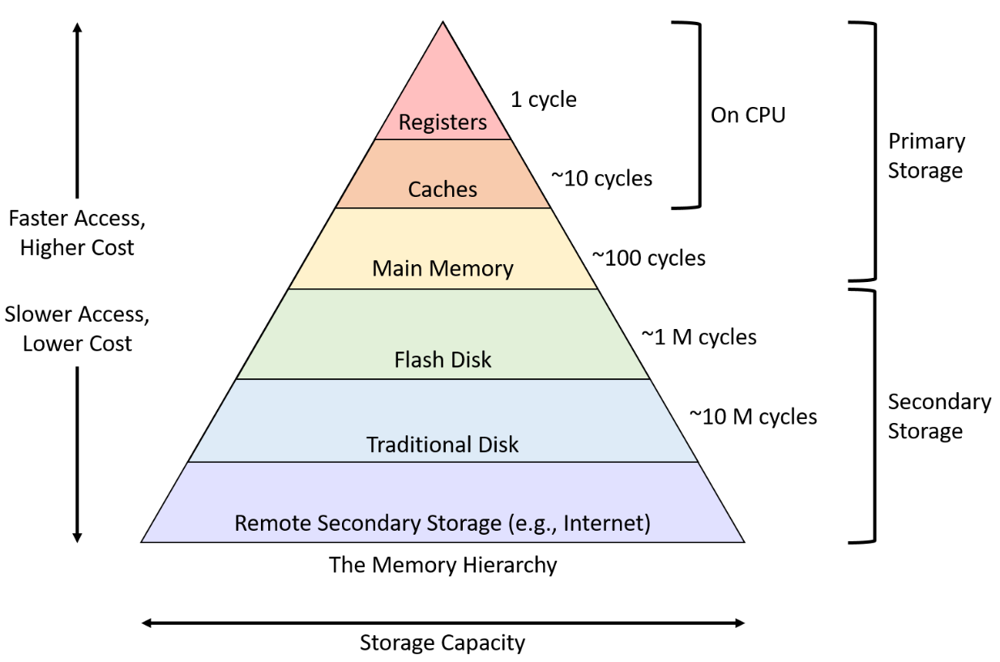 1 cycle
On CPU
Registers
Primary
Storage
~10 cycles
Caches
Faster Access,
Higher Cost
~100 cycles
Main Memory
Slower Access,
Lower Cost
~1 M cycles
Flash Disk
Secondary
Storage
~10 M cycles
Traditional Disk
Remote Secondary Storage (e.g., Internet)
The Memory Hierarchy
Storage Capacity